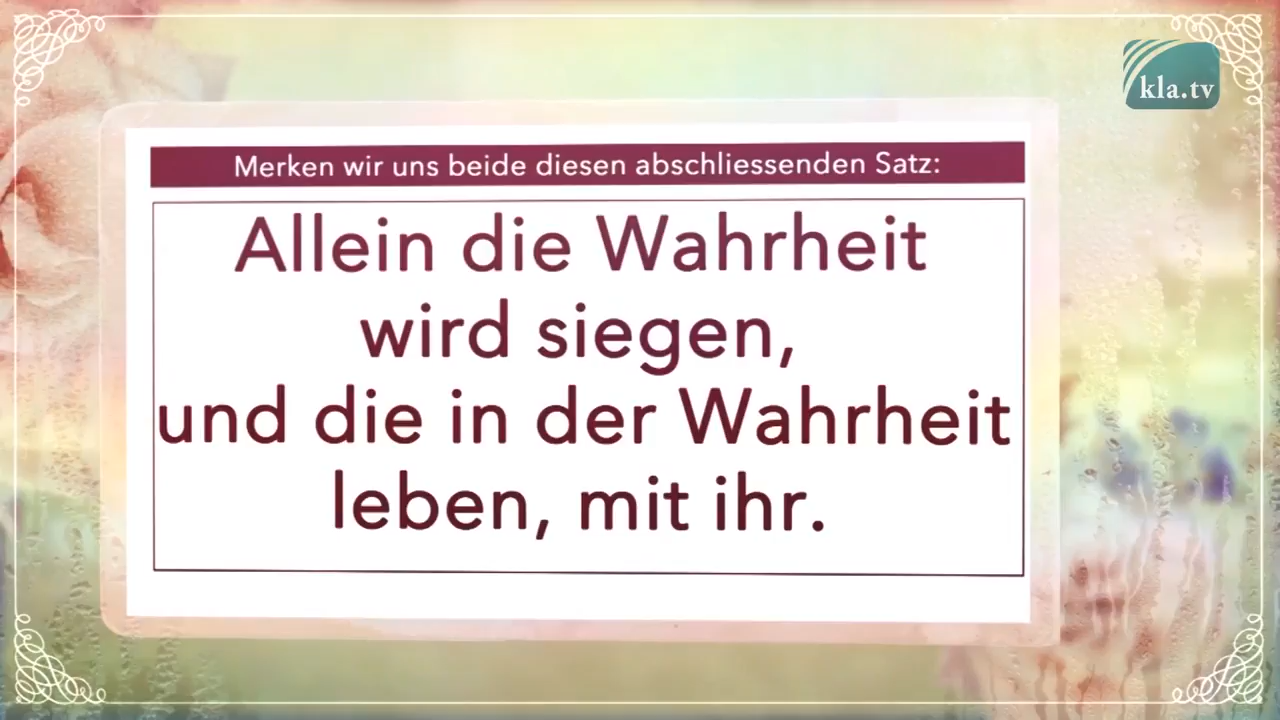 kla.tv
Merken wir uns beide diesen abschliessenden Satz:
Allein die Wahrheit
wird siegen,
und die in der Wahrheit
leben, mit ihr.